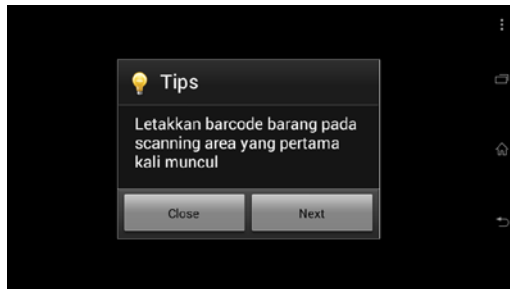 Tips
Letakkan barcode barang pada
scanning area yang pertama
kali muncul
Close Next